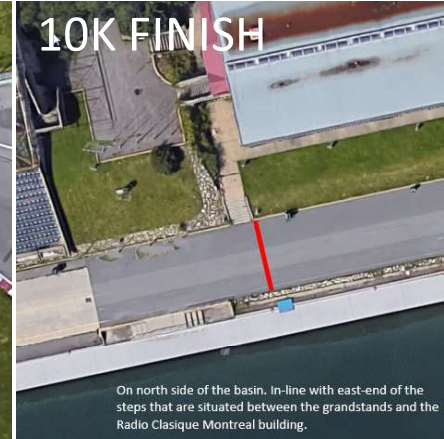 10K FINISH
On north side of the basin. In-line with east-end of the
steps that are situated between the grandstands and the
Radio Clasique Montreal building.